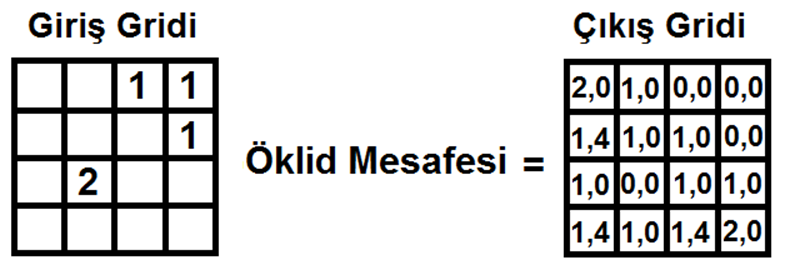 Giriş Gridi
1 1
1
2
Öklid Mesafesi =
Çıkış Gridi
2,0 1,0 0,0 0,0
1,4 1,0 1,0 0,0
1,0 0,0 1,0 1,0
1,4 1,0 1,4 2,0